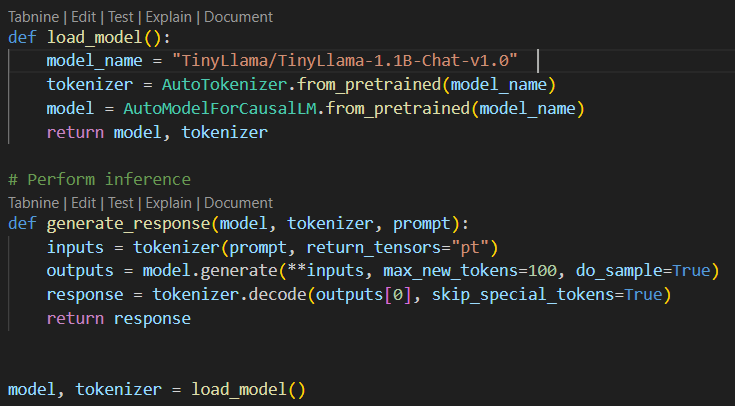 Tabnine | Edit | Test | Explain | Document
def load_model():
    model_name = "TinyLlama/TinyLlama-1.1B-Chat-v1.0"
    tokenizer = AutoTokenizer.from_pretrained(model_name)
    model = AutoModelForCausalLM.from_pretrained(model_name)
    return model, tokenizer

# Perform inference
Tabnine | Edit | Test | Explain | Document
def generate_response(model, tokenizer, prompt):
    inputs = tokenizer(prompt, return_tensors="pt")
    outputs = model.generate(**inputs, max_new_tokens=100, do_sample=True)
    response = tokenizer.decode(outputs[0], skip_special_tokens=True)
    return response

model, tokenizer = load_model()